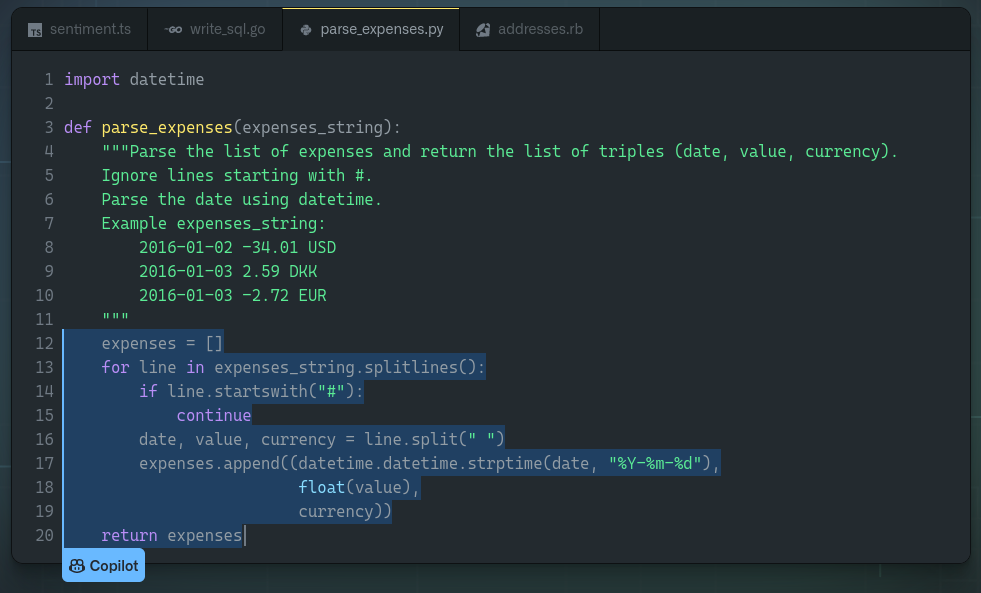 TS sentiment.ts GO write_sql.go parse_expenses.py addresses.rb
1 import datetime
2
3 def parse_expenses(expenses_string):
4     """Parse the list of expenses and return the list of triples (date, value, currency).
5     Ignore lines starting with #.
6     Parse the date using datetime.
7     Example expenses_string:
8         2016-01-02 -34.01 USD
9         2016-01-03 2.59 DKK
10         2016-01-03 -2.72 EUR
11     """
12     expenses = []
13     for line in expenses_string.splitlines():
14         if line.startswith("#"):
15             continue
16         date, value, currency = line.split(" ")
17         expenses.append((datetime.datetime.strptime(date, "%Y-%m-%d"),
18                          float(value),
19                          currency))
20     return expenses
Copilot